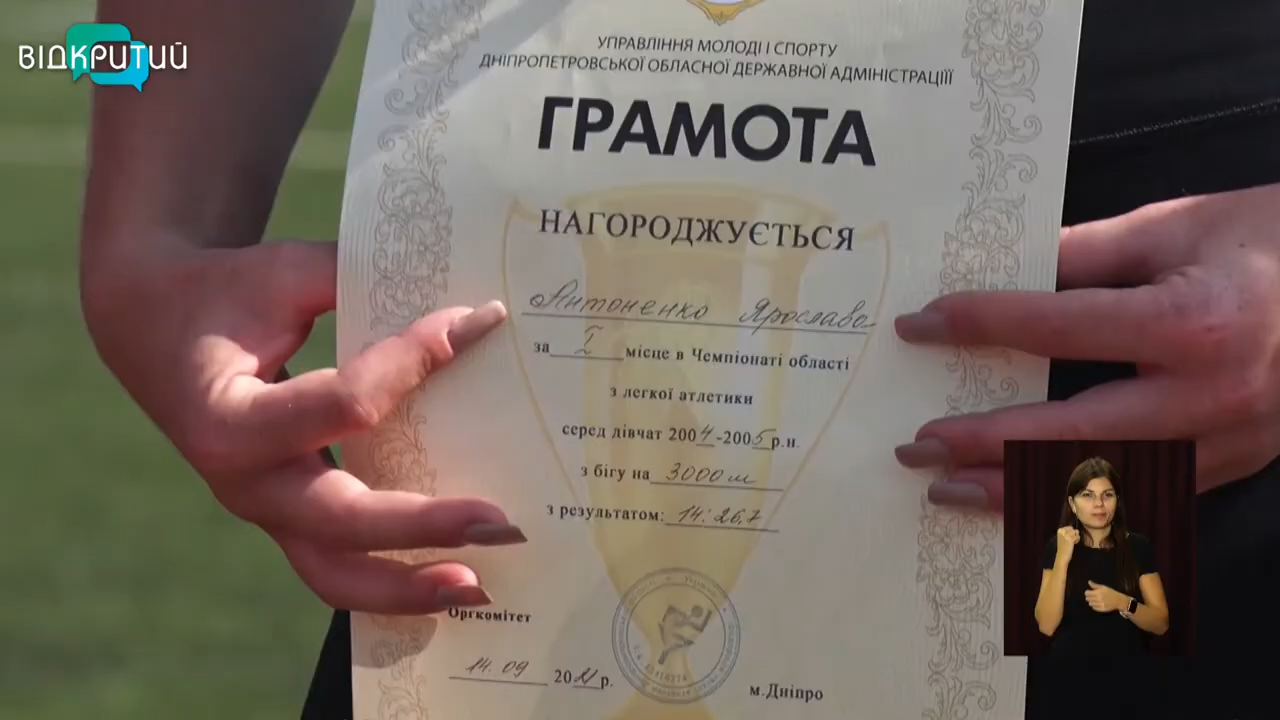 ВІДКРИТИЙ
УПРАВЛІННЯ МОЛОДІ І СПОРТУ
ДНІПРОПЕТРОВСЬКОЇ ОБЛАСНОЇ ДЕРЖАВНОЇ АДМІНІСТРАЦІЇ
ГРАМОТА
НАГОРОДЖУЄТЬСЯ
Антоненко Ярослава
за I місце в Чемпіонаті області
з легкої атлетики
серед дівчат 2004-2005 р.н.
з бігу на 3000 м
з результатом: 14:26,7
Оргкомітет
14.09 2021 р.
м.Дніпро